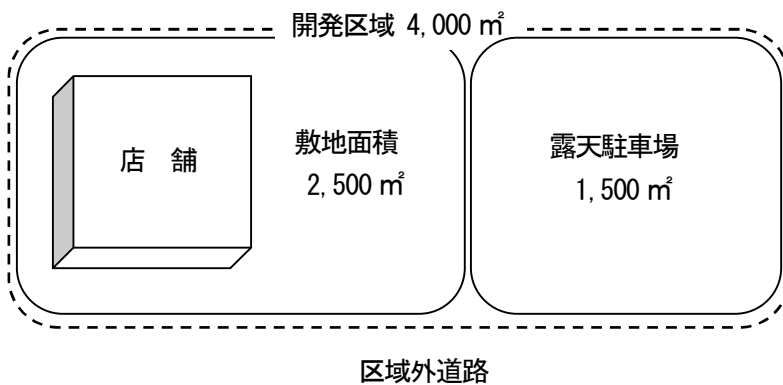 開発区域 4,000 ㎡
店　舗
敷地面積
2,500 ㎡
露天駐車場
1,500 ㎡
区域外道路